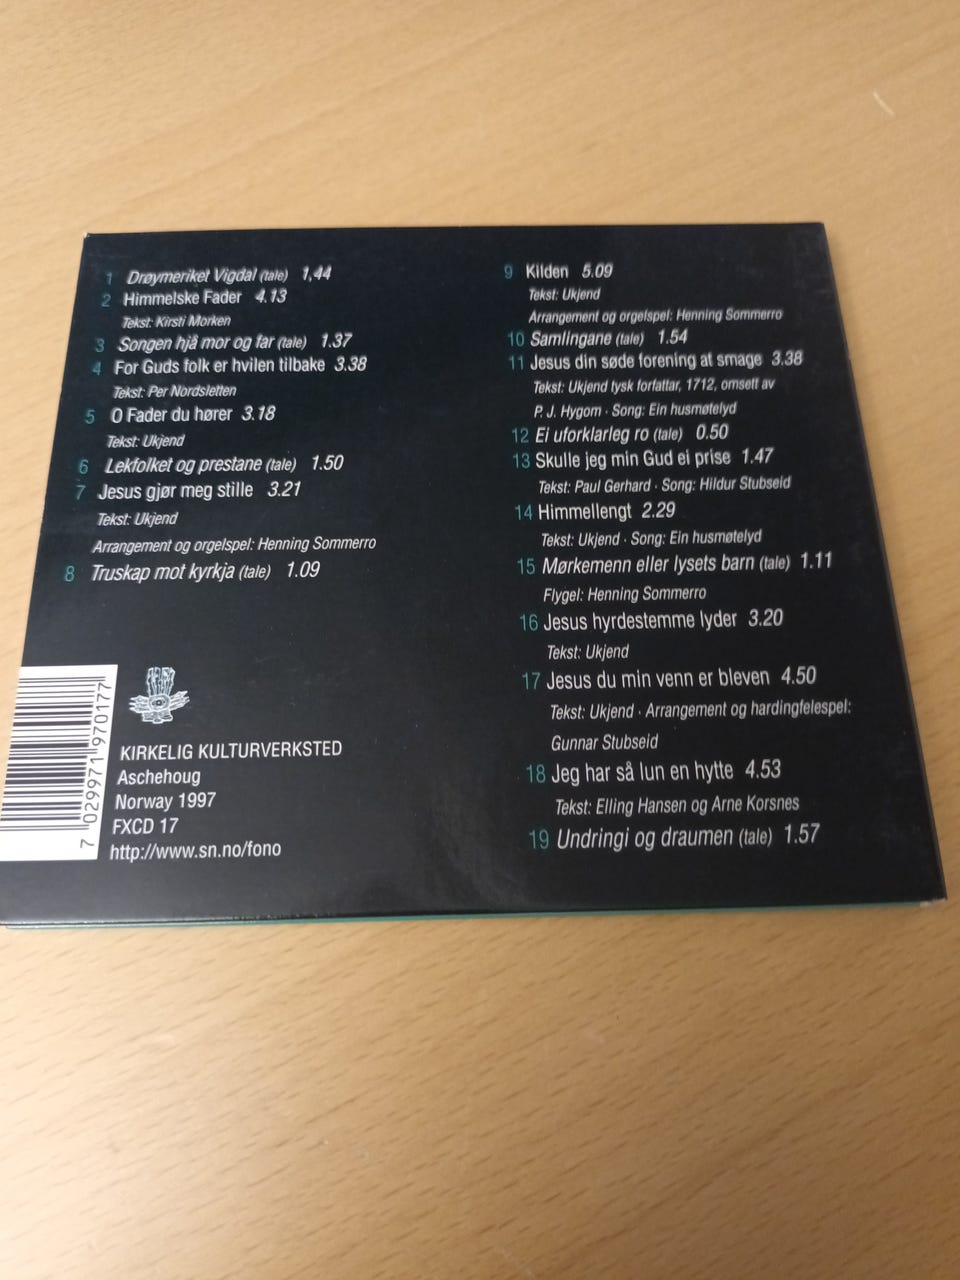 1 Drøymeriket Vigdal (tale) 1,44
2 Himmelske Fader 4.13
Tekst: Kirsti Morken
3 Songen hjå mor og far (tale) 1.37
4 For Guds folk er hvilen tilbake 3.38
Tekst: Per Nordsletten
5 O Fader du hører 3.18
Tekst: Ukjend
6 Lekfolket og prestane (tale) 1.50
7 Jesus gjør meg stille 3.21
Tekst: Ukjend
Arrangement og orgelspel: Henning Sommerro
8 Truskap mot kyrkja (tale) 1.09
9 Kilden 5.09
Tekst: Ukjend
Arrangement og orgelspel: Henning Sommerro
10 Samlingane (tale) 1.54
11 Jesus din søde forening at smage 3.38
Tekst: Ukjend tysk forfattar, 1712, omsett av
P. J. Hygom · Song: Ein husmøtelyd
12 Ei uforklarleg ro (tale) 0.50
13 Skulle jeg min Gud ei prise 1.47
Tekst: Paul Gerhard · Song: Hildur Stubseid
14 Himmellengt 2.29
Tekst: Ukjend · Song: Ein husmøtelyd
15 Mørkemenn eller lysets barn (tale) 1.11
Flygel: Henning Sommerro
16 Jesus hyrdestemme lyder 3.20
Tekst: Ukjend
17 Jesus du min venn er bleven 4.50
Tekst: Ukjend · Arrangement og hardingfelespel:
Gunnar Stubseid
18 Jeg har så lun en hytte 4.53
Tekst: Elling Hansen og Arne Korsnes
19 Undringi og draumen (tale) 1.57
7 029971 970177
KIRKELIG KULTURVERKSTED
Aschehoug
Norway 1997
FXCD 17
http://www.sn.no/fono